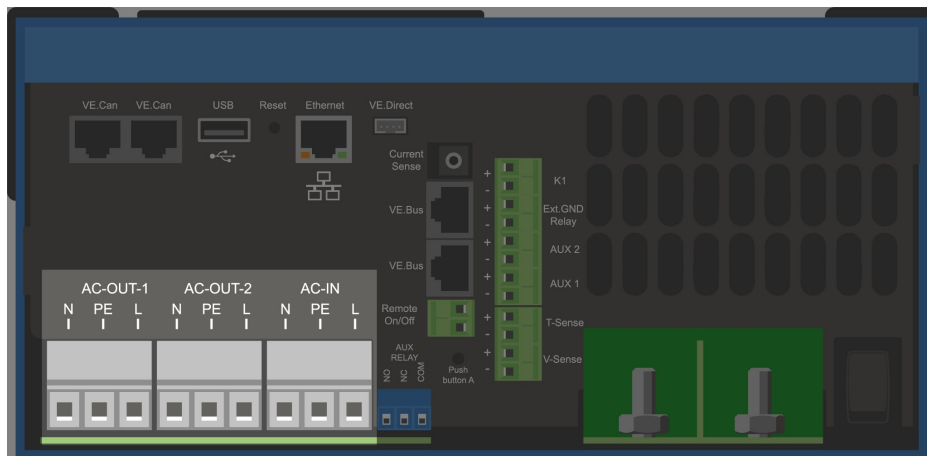 VE.Can VE.Can USB Reset Ethernet VE.Direct
Current
Sense
+
-
K1
VE.Bus
+
-
Ext.GND
Relay
+
-
AUX 2
VE.Bus
+
-
AUX 1
AC-OUT-1 AC-OUT-2 AC-IN
N PE L N PE L N PE L
Remote
On/Off
+
-
T-Sense
AUX
RELAY
+
-
V-Sense
NO NC COM
Push
button A